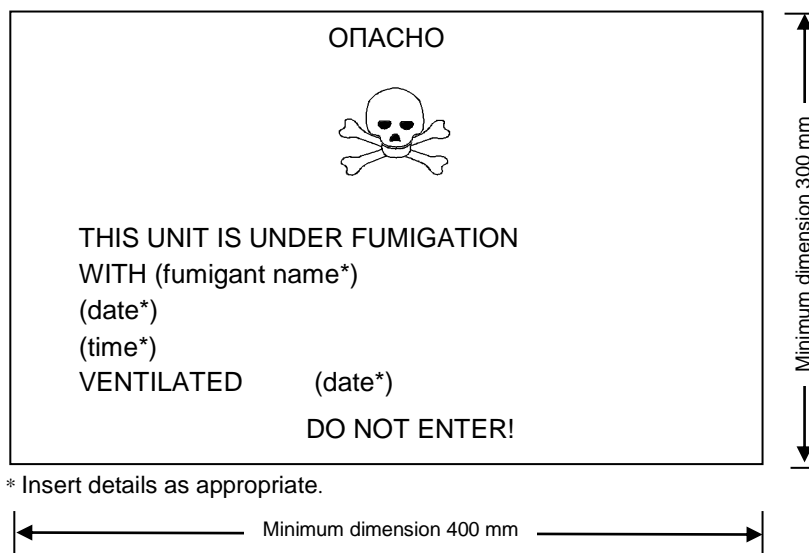 ОПАСНО
THIS UNIT IS UNDER FUMIGATION
WITH (fumigant name*)
(date*)
(time*)
VENTILATED (date*)
DO NOT ENTER!
* Insert details as appropriate.
Minimum dimension 400 mm
Minimum dimension 300 mm